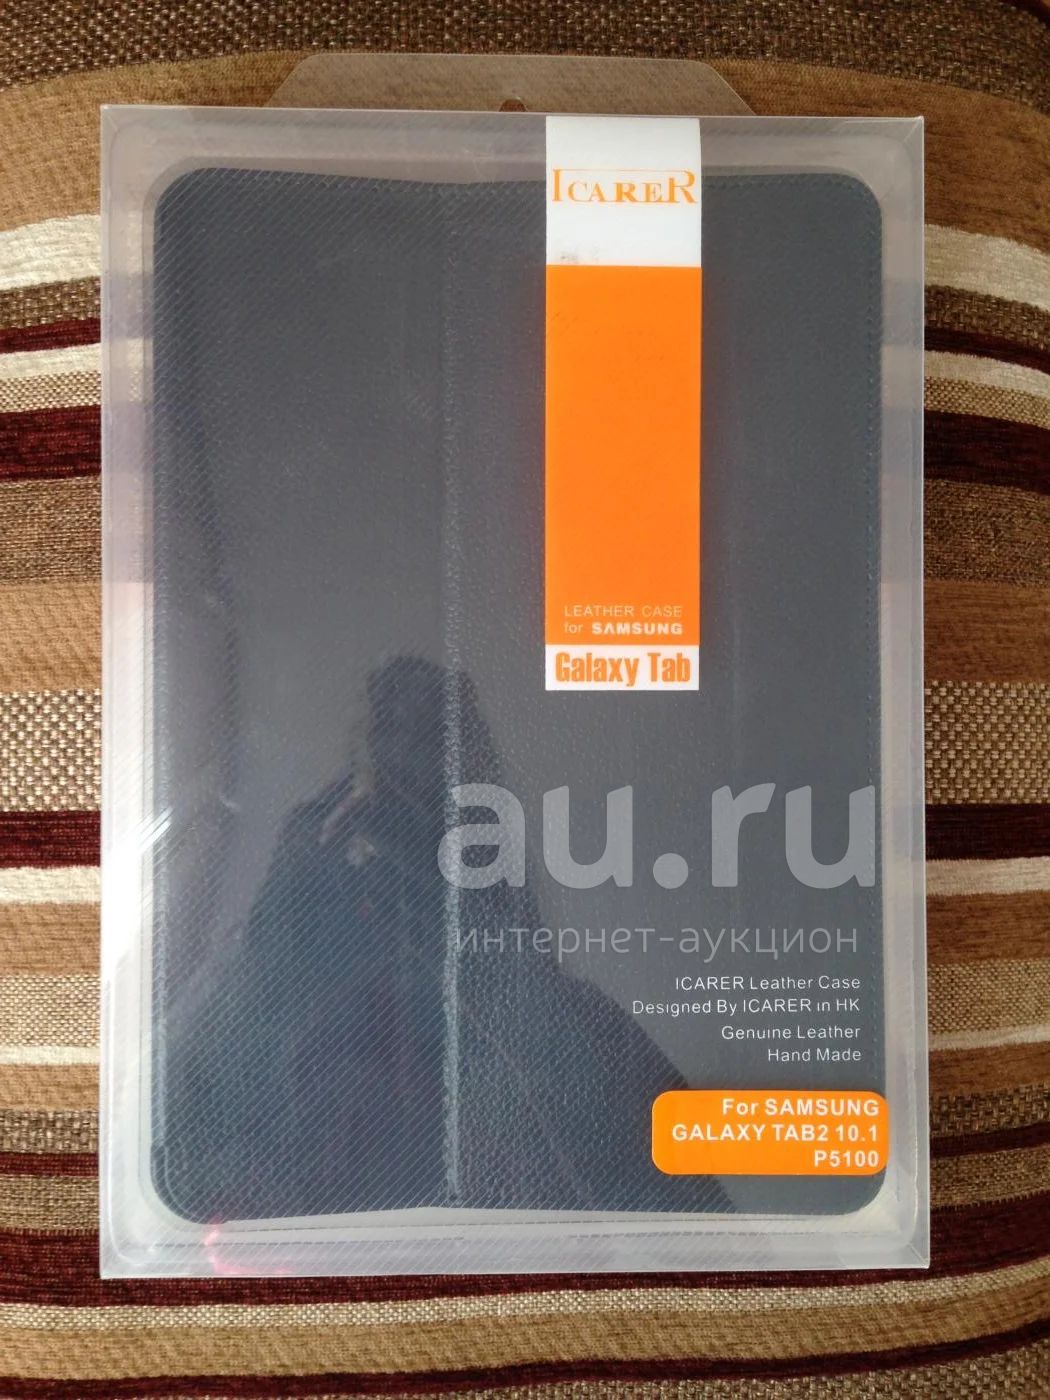 ICARER
LEATHER CASE
for SAMSUNG
Galaxy Tab
au.ru
интернет-аукцион
ICARER Leather Case
Designed By ICARER in HK
Genuine Leather
Hand Made
For SAMSUNG
GALAXY TAB2 10.1
P5100